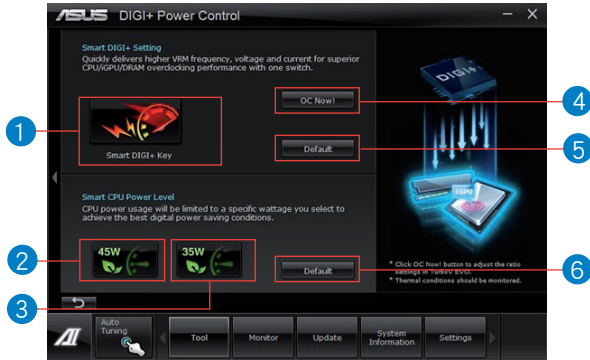 ASUS DIGI+ Power Control
Smart DIGI+ Setting
Quickly delivers higher VRM frequency, voltage and current for superior
CPU/iGPU/DRAM overclocking performance with one
switch.
OC Now!
4
1
Smart DIGI+ Key
Default
5
Smart CPU Power Level
CPU power usage will be limited to a specific wattage you select to
achieve the best digital power saving conditions.
2
45W
35W
3
Default
6
DIGI+
iGPU
* Click OC Now! button to adjust the ratio
settings in TurboV EVO.
* Thermal conditions should be monitored.
AI
Auto
Tuning
Tool
Monitor
Update
System
Information
Settings